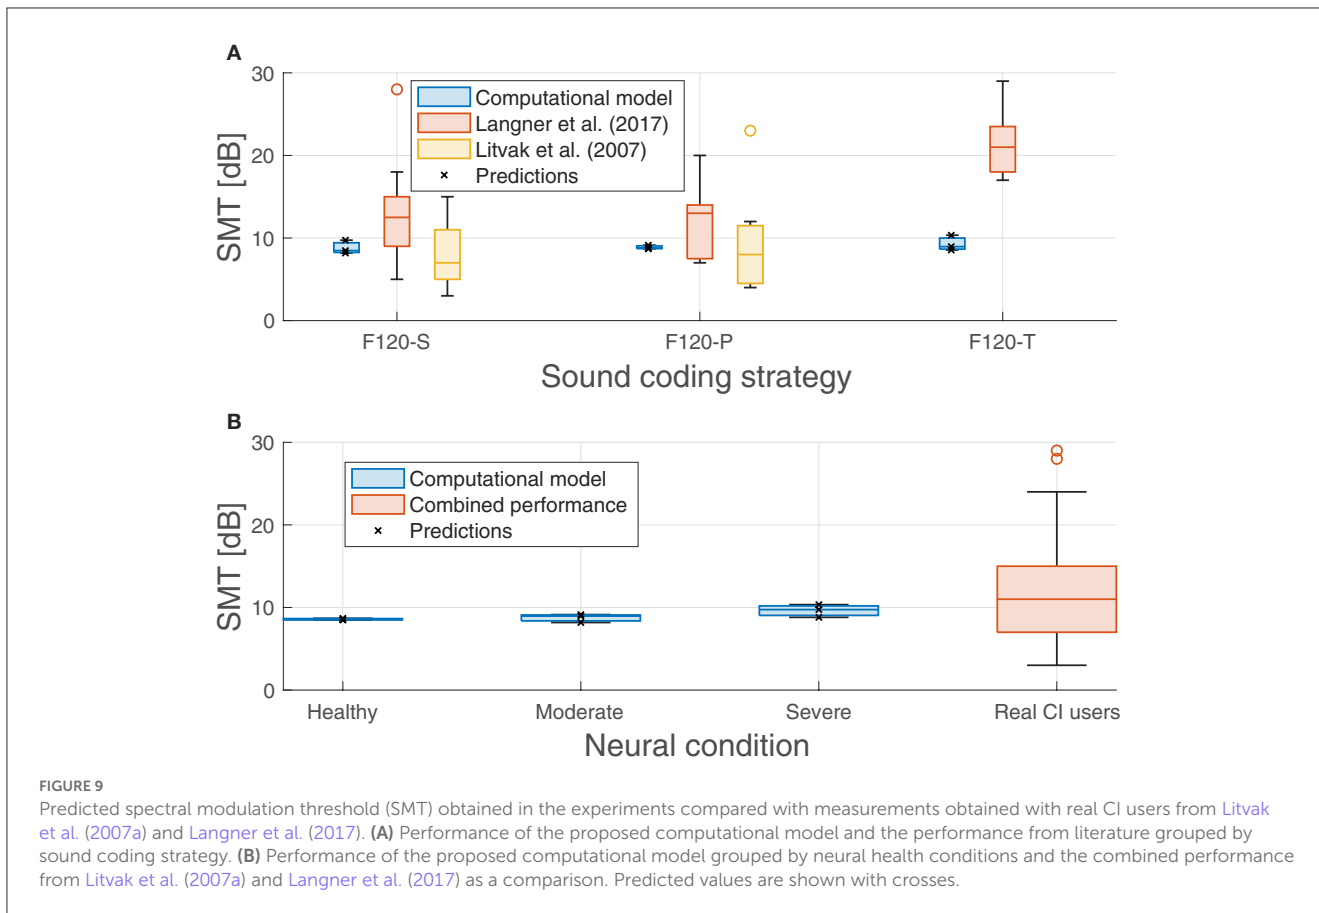 A
30
20
10
0
SMT [dB]
Computational model
Langner et al. (2017)
Litvak et al. (2007)
Predictions
F120-S
F120-P
F120-T
Sound coding strategy
B
30
20
10
0
SMT [dB]
Computational model
Combined performance
Predictions
Healthy
Moderate
Severe
Real CI users
Neural condition
FIGURE 9
Predicted spectral modulation threshold (SMT) obtained in the experiments compared with measurements obtained with real CI users from Litvak
et al. (2007a) and Langner et al. (2017). (A) Performance of the proposed computational model and the performance from literature grouped by
sound coding strategy. (B) Performance of the proposed computational model grouped by neural health conditions and the combined performance
from Litvak et al. (2007a) and Langner et al. (2017) as a comparison. Predicted values are shown with crosses.